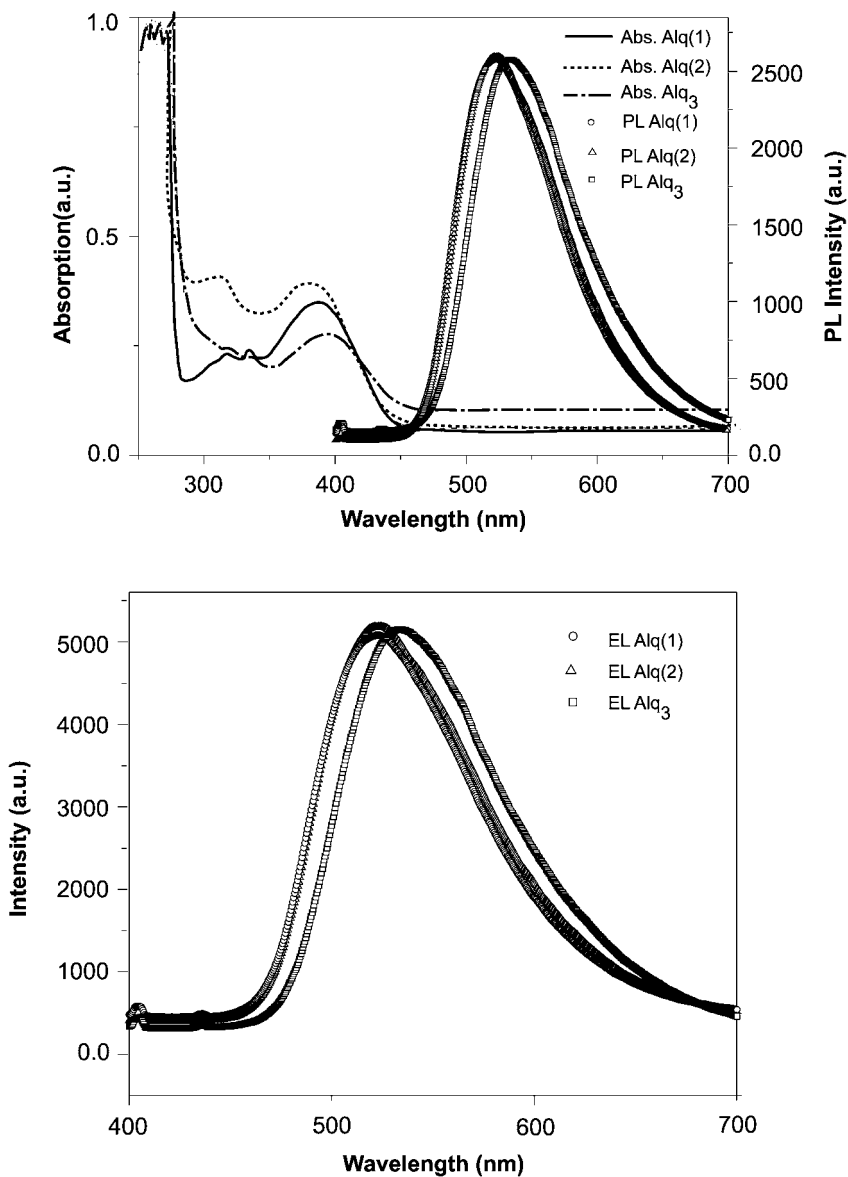 1.0
0.5
0.0
Absorption(a.u.)
Abs. Alq(1)
Abs. Alq(2)
Abs. Alq3
PL Alq(1)
PL Alq(2)
PL Alq3
2500
2000
1500
1000
500
0.0
PL Intensity (a.u.)
300 400 500 600 700
Wavelength (nm)
5000
4000
3000
2000
1000
0.0
Intensity (a.u.)
EL Alq(1)
EL Alq(2)
EL Alq3
400 500 600 700
Wavelength (nm)